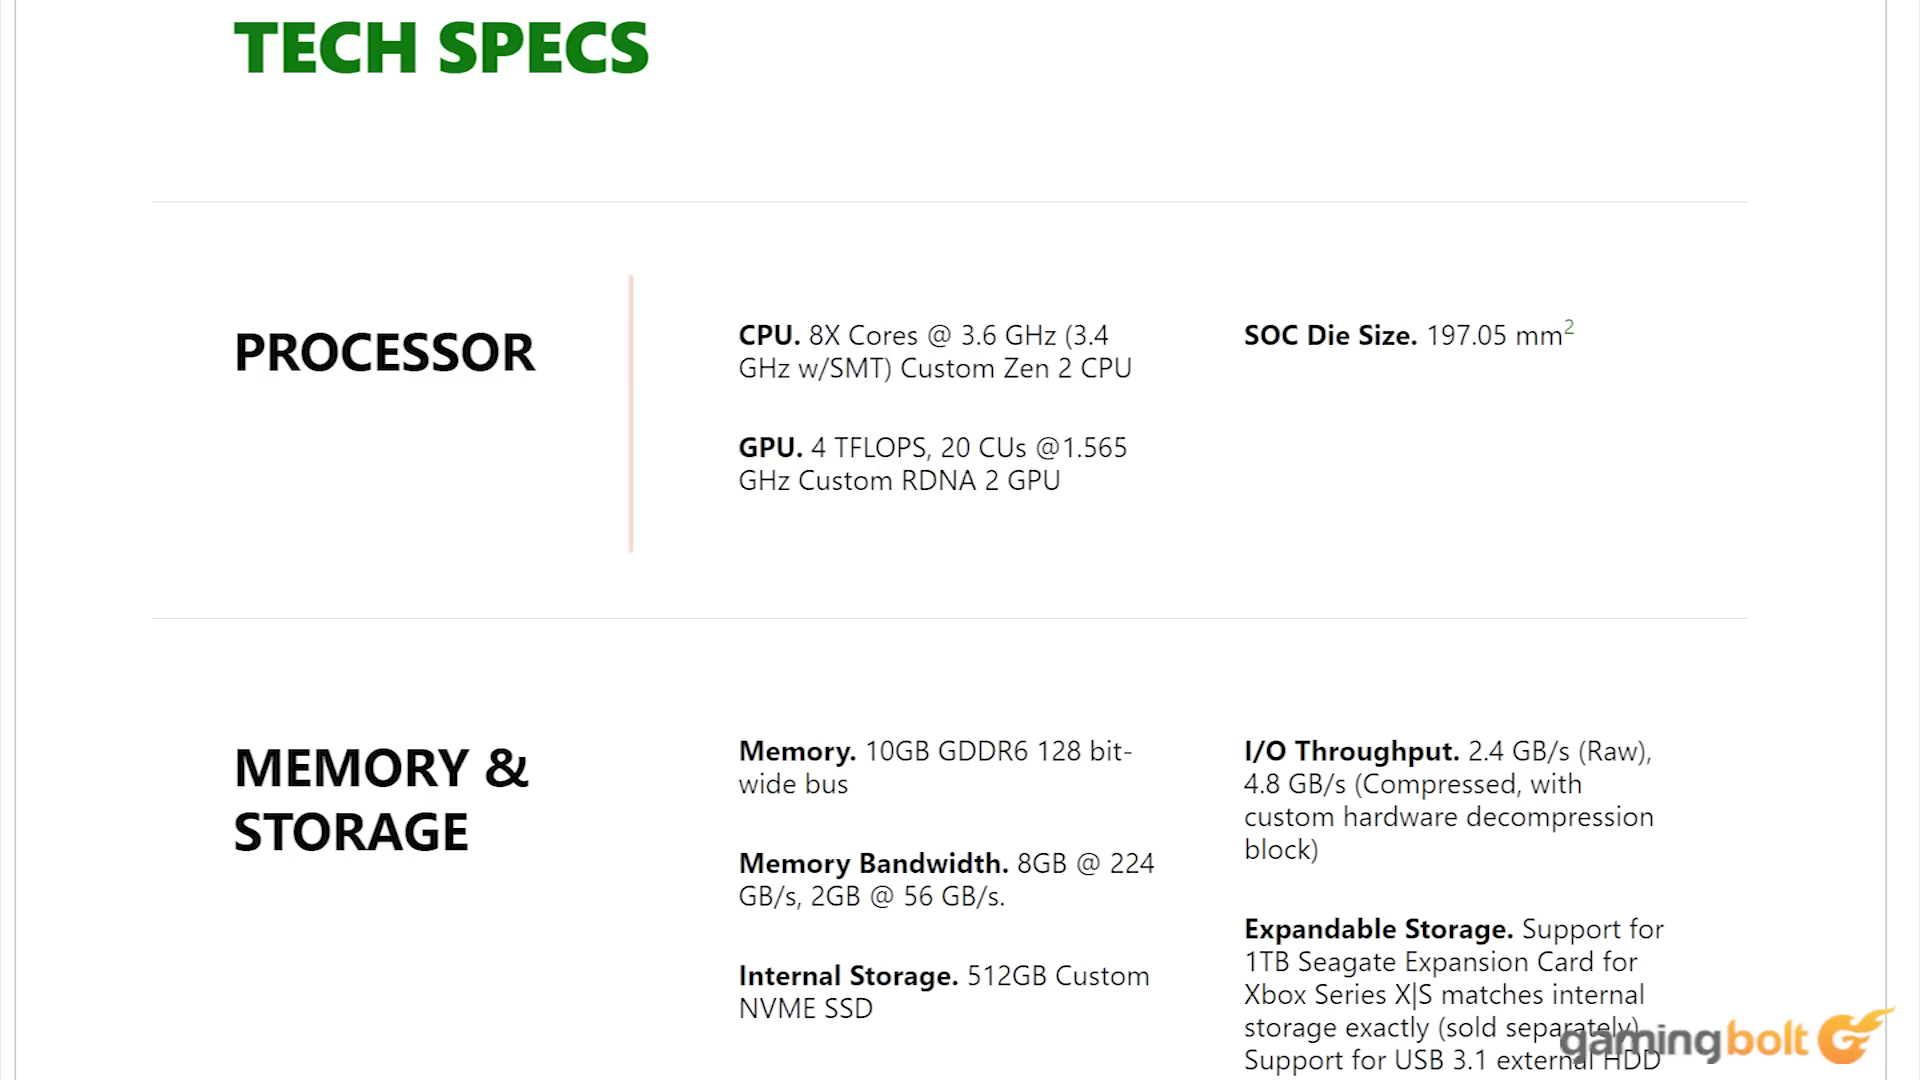 TECH SPECS
PROCESSOR
CPU. 8X Cores @ 3.6 GHz (3.4
GHz w/SMT) Custom Zen 2 CPU
GPU. 4 TFLOPS, 20 CUs @1.565
GHz Custom RDNA 2 GPU
SOC Die Size. 197.05 mm²
MEMORY &
STORAGE
Memory. 10GB GDDR6 128 bit-
wide bus
Memory Bandwidth. 8GB @ 224
GB/s, 2GB @ 56 GB/s.
Internal Storage. 512GB Custom
NVME SSD
I/O Throughput. 2.4 GB/s (Raw),
4.8 GB/s (Compressed, with
custom hardware decompression
block)
Expandable Storage. Support for
1TB Seagate Expansion Card for
Xbox Series X|S matches internal
storage exactly (sold separately)
Support for USB 3.1 external HDD
gamingbolt